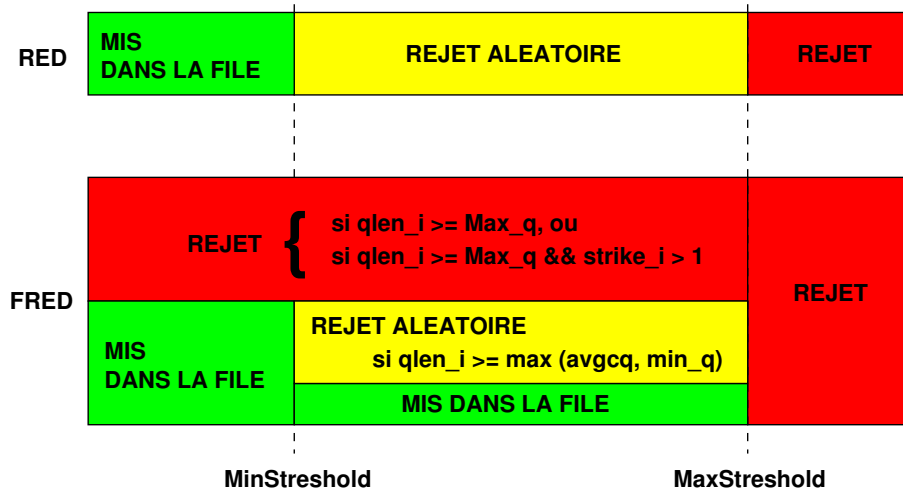 RED
MIS
DANS LA FILE
REJET ALEATOIRE
REJET
FRED
REJET {
si qlen_i >= Max_q, ou
si qlen_i >= Max_q && strike_i > 1
REJET
MIS
DANS LA FILE
REJET ALEATOIRE
si qlen_i >= max (avgcq, min_q)
MIS DANS LA FILE
MinStreshold
MaxStreshold